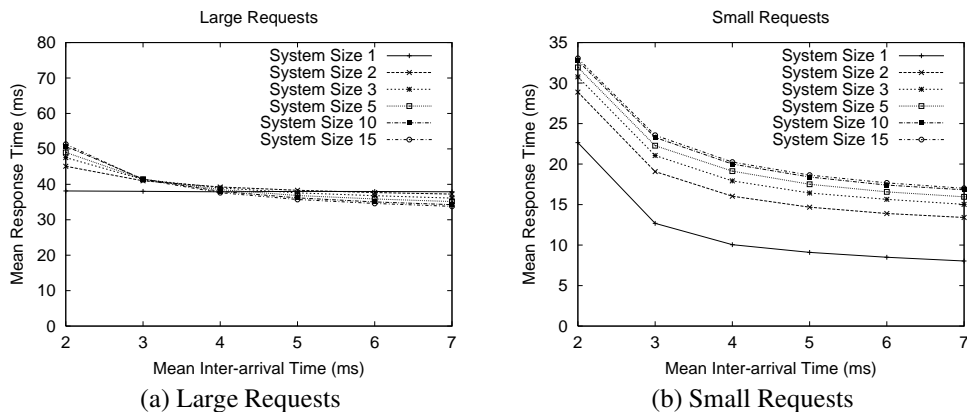 Large Requests
80
70
60
50
40
30
20
10
0
2 3 4 5 6 7
Mean Response Time (ms)
Mean Inter-arrival Time (ms)
System Size 1
System Size 2
System Size 3
System Size 5
System Size 10
System Size 15
(a) Large Requests
Small Requests
35
30
25
20
15
10
5
0
2 3 4 5 6 7
Mean Response Time (ms)
Mean Inter-arrival Time (ms)
System Size 1
System Size 2
System Size 3
System Size 5
System Size 10
System Size 15
(b) Small Requests